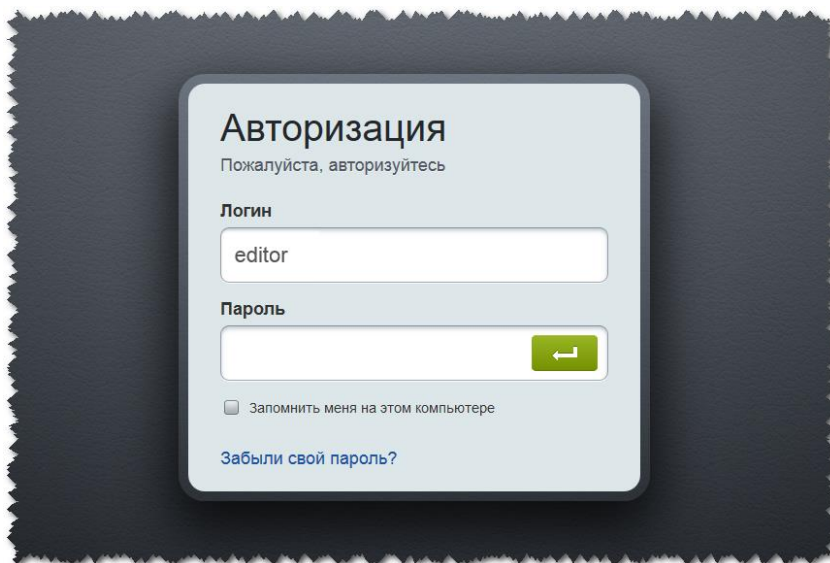 Авторизация
Пожалуйста, авторизуйтесь
Логин
editor
Пароль
Запомнить меня на этом компьютере
Забыли свой пароль?